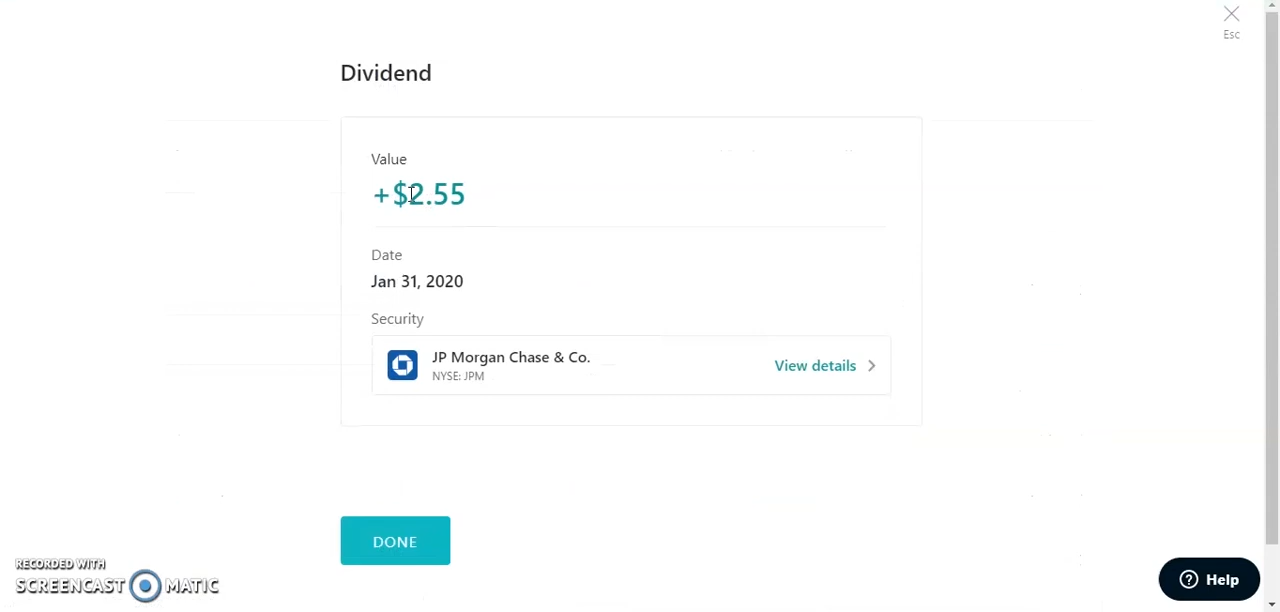 Esc
Dividend
Value
+$2.55
Date
Jan 31, 2020
Security
JP Morgan Chase & Co.
NYSE: JPM
View details
DONE
RECORDED WITH
SCREENCAST MATIC
? Help